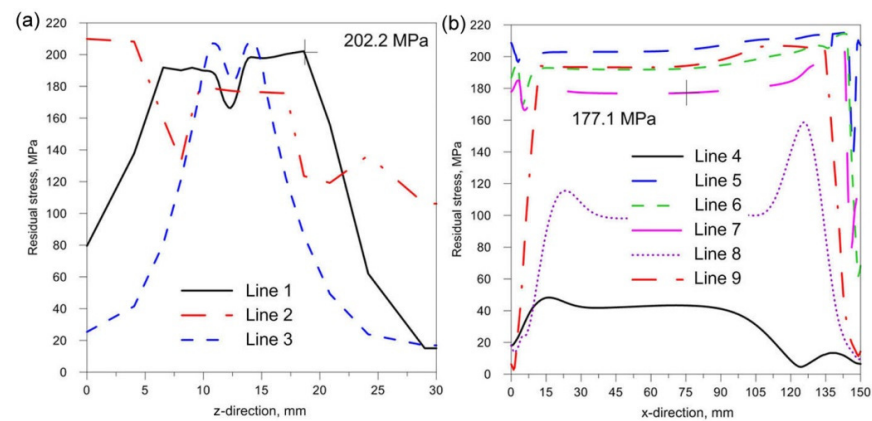 (a)
220
200
180
160
140
120
100
80
60
40
20
0
Residual stress, MPa
202.2 MPa
Line 1
Line 2
Line 3
0 5 10 15 20 25 30
z-direction, mm
(b)
220
200
180
160
140
120
100
80
60
40
20
0
Residual stress, MPa
177.1 MPa
Line 4
Line 5
Line 6
Line 7
Line 8
Line 9
0 15 30 45 60 75 90 105 120 135 150
x-direction, mm